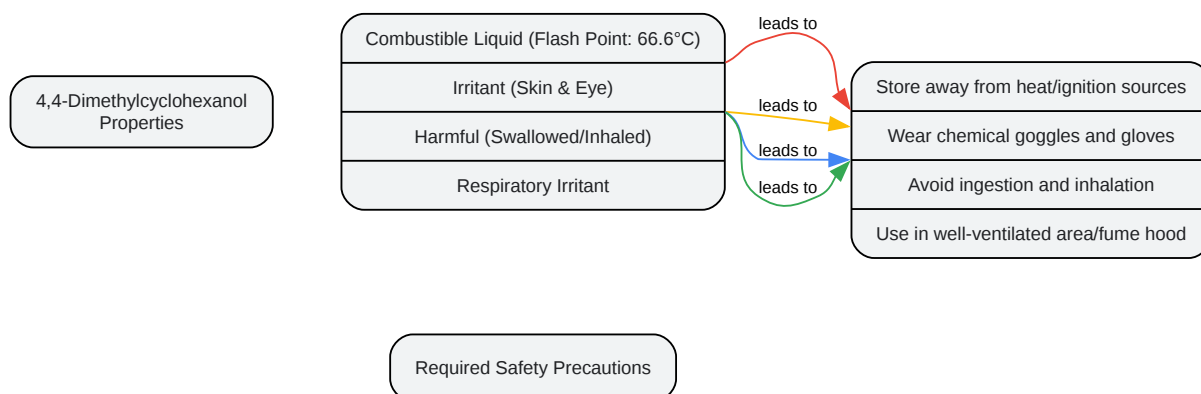 4,4-Dimethylcyclohexanol
Properties
Combustible Liquid (Flash Point: 66.6°C)
Irritant (Skin & Eye)
Harmful (Swallowed/Inhaled)
Respiratory Irritant
leads to
leads to
leads to
leads to
Store away from heat/ignition sources
Wear chemical goggles and gloves
Avoid ingestion and inhalation
Use in well-ventilated area/fume hood
Required Safety Precautions